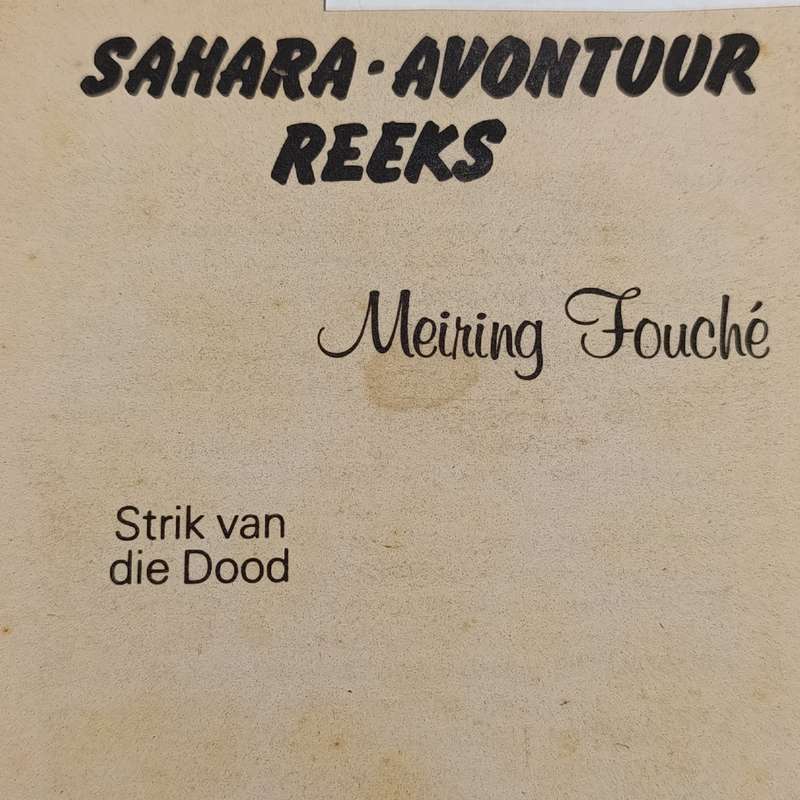 SAHARA-AVONTUUR
REEKS
Meiring Fouché
Strik van
die Dood